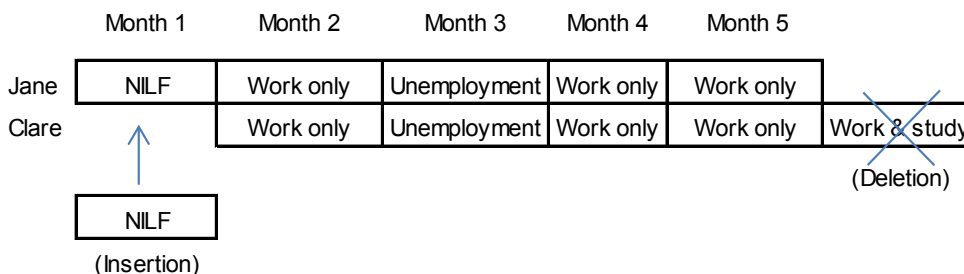 Month 1 Month 2 Month 3 Month 4 Month 5
Jane NILF Work only Unemployment Work only Work only
Clare Work only Unemployment Work only Work only Work & study
(Deletion)
NILF
(Insertion)